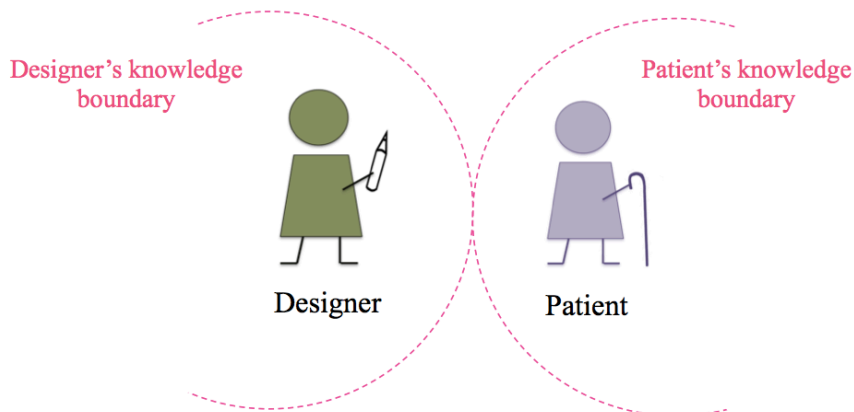 Designer’s knowledge
boundary
Patient’s knowledge
boundary
Designer
Patient